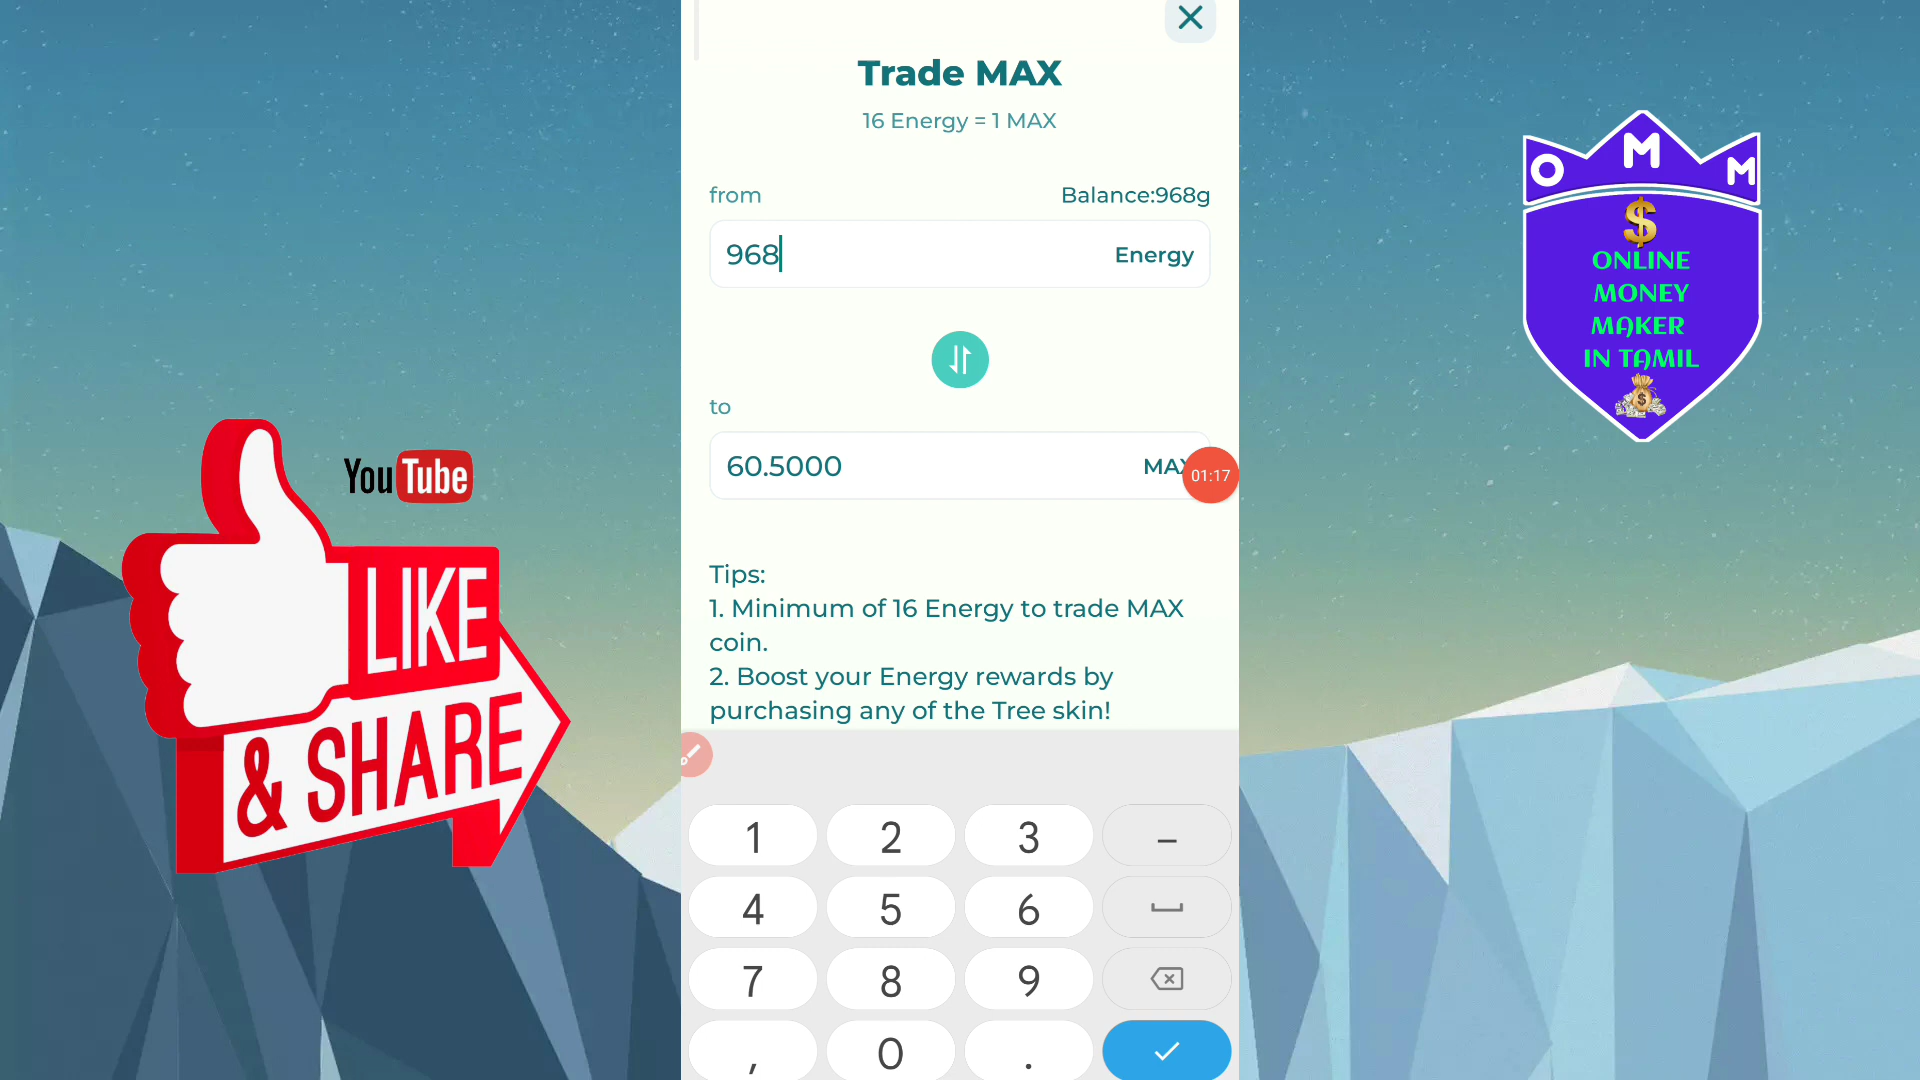 Trade MAX
16 Energy = 1 MAX
from
Balance:968g
968
Energy
to
60.5000
MAX
01:17
Tips:
1. Minimum of 16 Energy to trade MAX
coin.
2. Boost your Energy rewards by
purchasing any of the Tree skin!
1 2 3 –
4 5 6
7 8 9
, 0 .
YouTube
LIKE
& SHARE
O M M
$
ONLINE
MONEY
MAKER
IN TAMIL
$